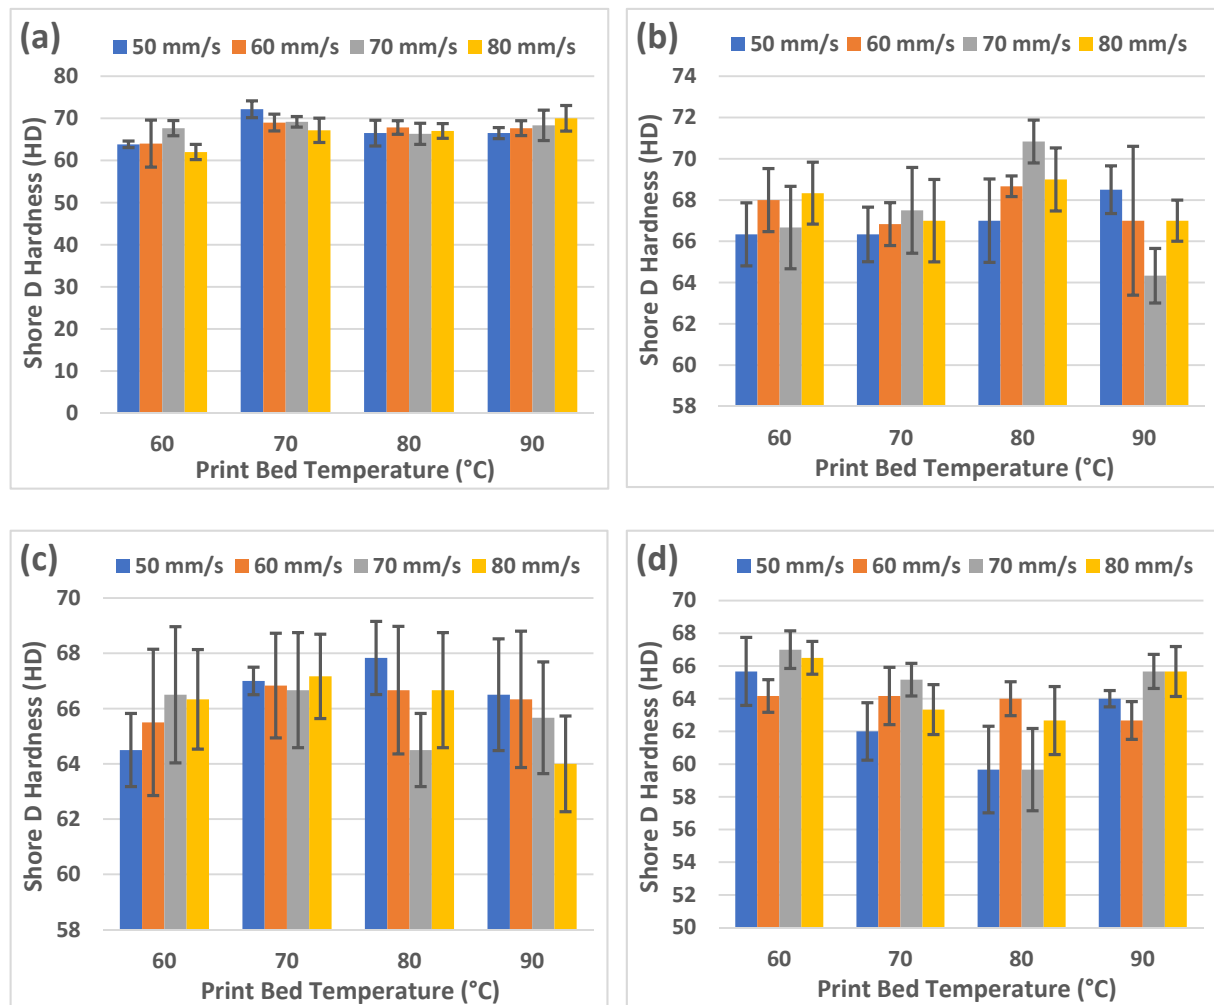 (a)
50 mm/s 60 mm/s 70 mm/s 80 mm/s
Shore D Hardness (HD)
80
70
60
50
40
30
20
10
0
60 70 80 90
Print Bed Temperature (°C)
(b)
50 mm/s 60 mm/s 70 mm/s 80 mm/s
Shore D Hardness (HD)
74
72
70
68
66
64
62
60
58
60 70 80 90
Print Bed Temperature (°C)
(c)
50 mm/s 60 mm/s 70 mm/s 80 mm/s
Shore D Hardness (HD)
70
68
66
64
62
60
58
60 70 80 90
Print Bed Temperature (°C)
(d)
50 mm/s 60 mm/s 70 mm/s 80 mm/s
Shore D Hardness (HD)
70
68
66
64
62
60
58
56
54
52
50
60 70 80 90
Print Bed Temperature (°C)